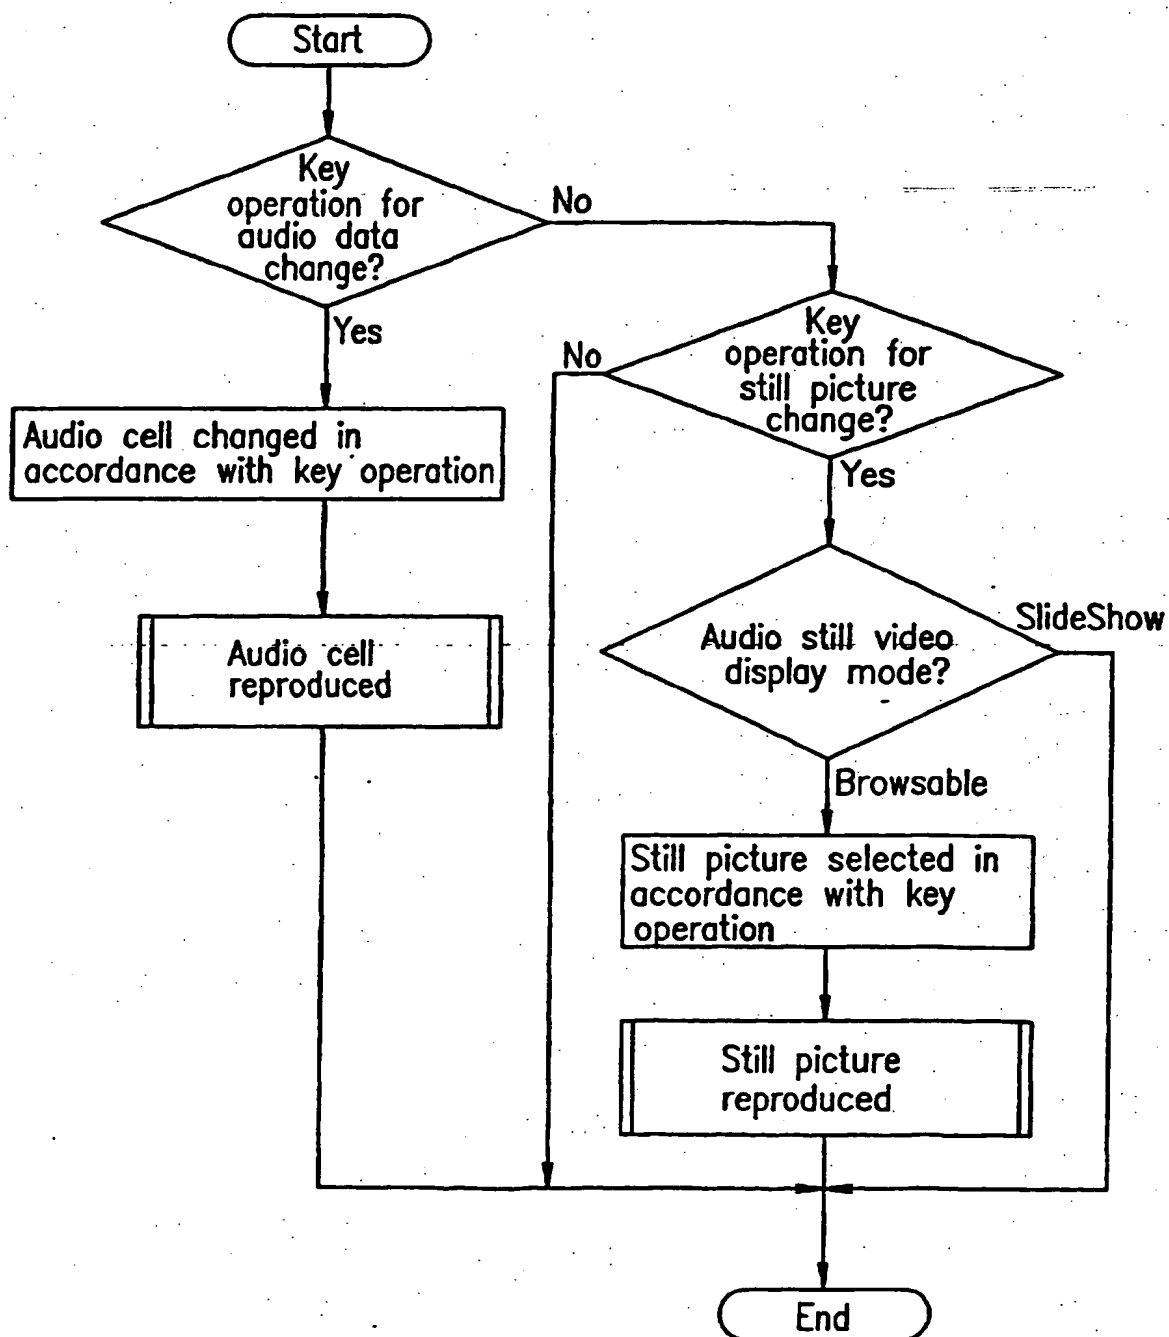 Start
Key
operation for
audio data
change?
No
Yes
Key
operation for
still picture
change?
No
Yes
Audio cell changed in
accordance with key operation
Audio cell
reproduced
Audio still video
display mode?
SlideShow
Browsable
Still picture selected in
accordance with key
operation
Still picture
reproduced
End